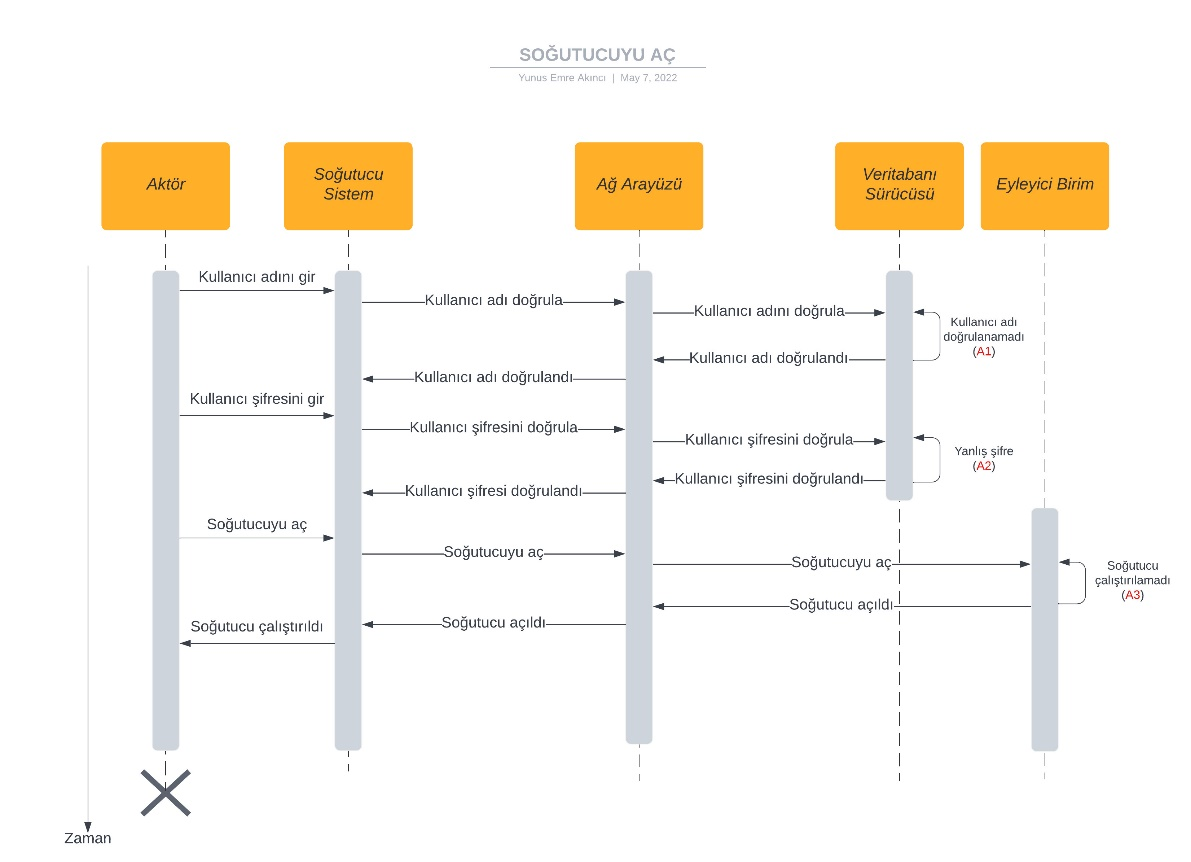 SOĞUTUCUYU AÇ
Yunus Emre Akıncı | May 7, 2022
Aktör
Soğutucu
Sistem
Ağ Arayüzü
Veritabanı
Sürücüsü
Eyleyici Birim
Kullanıcı adını gir
Kullanıcı adı doğrula
Kullanıcı adını doğrula
Kullanıcı adı
doğrulanamadı
(A1)
Kullanıcı adı doğrulandı
Kullanıcı adı doğrulandı
Kullanıcı şifresini gir
Kullanıcı şifresini doğrula
Kullanıcı şifresini doğrula
Yanlış şifre
(A2)
Kullanıcı şifresini doğrulandı
Kullanıcı şifresi doğrulandı
Soğutucuyu aç
Soğutucuyu aç
Soğutucuyu aç
Soğutucu
çalıştırılamadı
(A3)
Soğutucu açıldı
Soğutucu açıldı
Soğutucu çalıştırıldı
Zaman